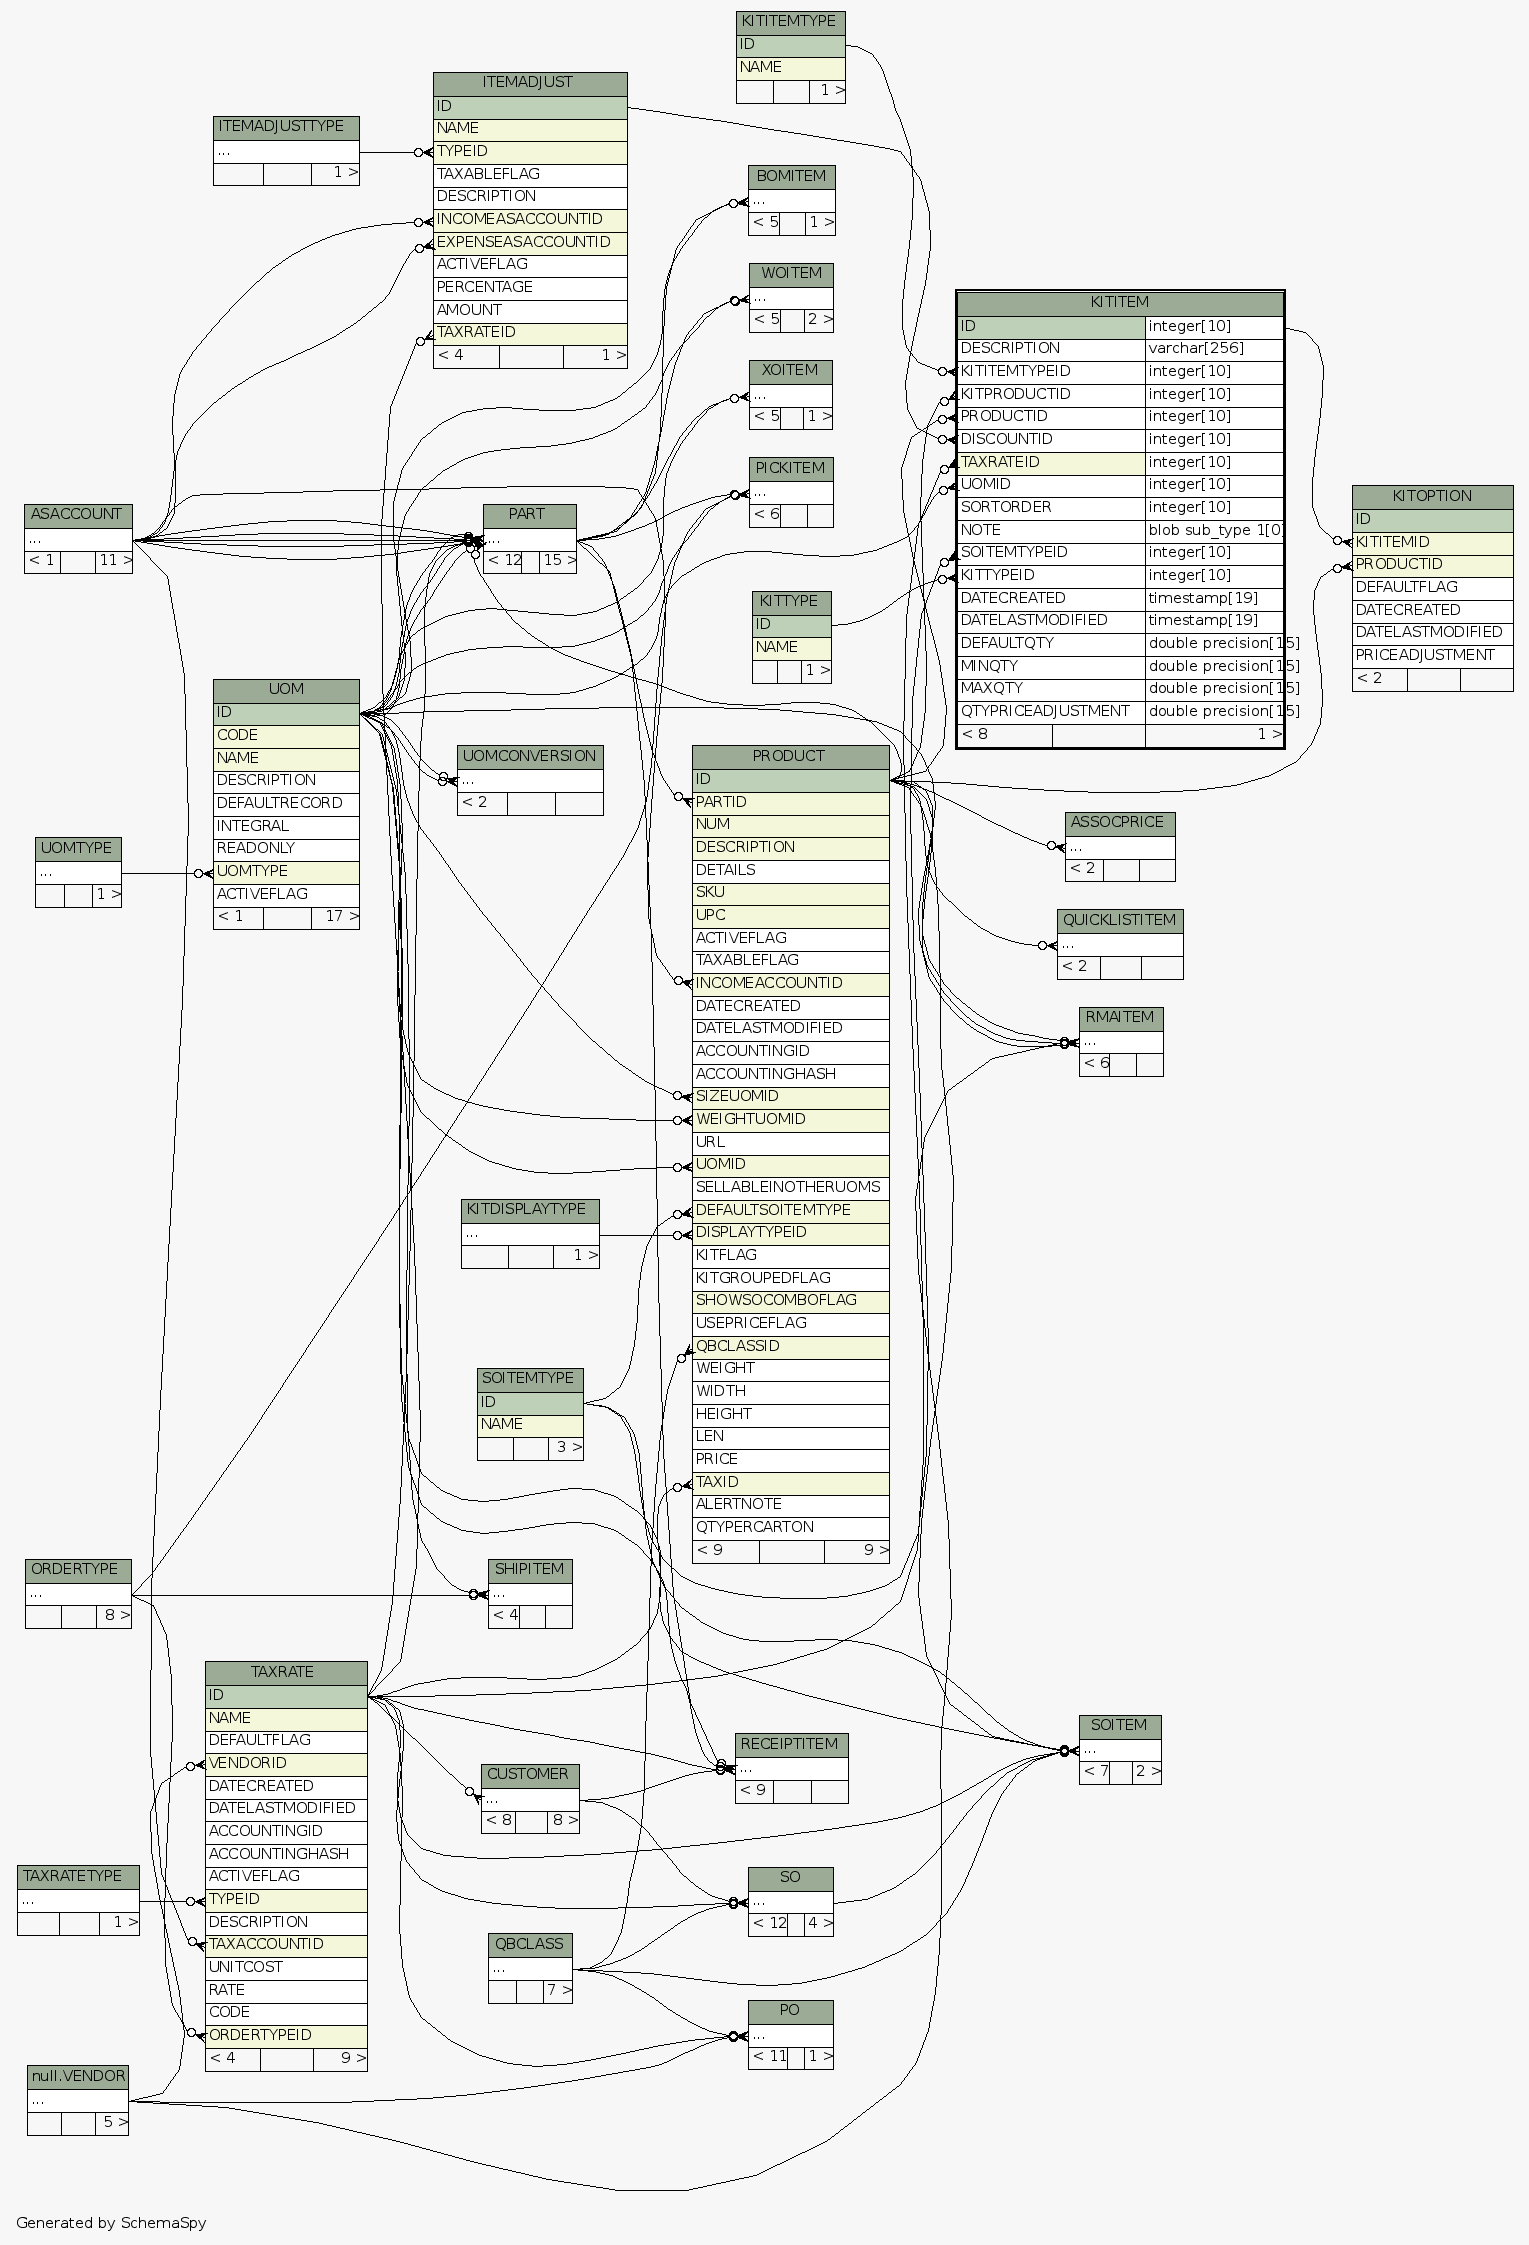 KITITEMTYPE
ID
NAME
1 >
ITEMADJUST
ID
NAME
TYPEID
TAXABLEFLAG
DESCRIPTION
INCOMEASACCOUNTID
EXPENSEASACCOUNTID
ACTIVEFLAG
PERCENTAGE
AMOUNT
TAXRATEID
< 4 1 >
ITEMADJUSTTYPE
...
1 >
BOMITEM
...
< 5 1 >
WOITEM
...
< 5 2 >
XOITEM
...
< 5 1 >
PICKITEM
...
< 6
KITITEM
ID integer[10]
DESCRIPTION varchar[256]
KITITEMTYPEID integer[10]
KITPRODUCTID integer[10]
PRODUCTID integer[10]
DISCOUNTID integer[10]
TAXRATEID integer[10]
UOMID integer[10]
SORTORDER integer[10]
NOTE blob sub_type 1[0]
SOITEMTYPEID integer[10]
KITTYPEID integer[10]
DATECREATED timestamp[19]
DATELASTMODIFIED timestamp[19]
DEFAULTQTY double precision[15]
MINQTY double precision[15]
MAXQTY double precision[15]
QTYPRICEADJUSTMENT double precision[15]
< 8 1 >
KITOPTION
ID
KITITEMID
PRODUCTID
DEFAULTFLAG
DATECREATED
DATELASTMODIFIED
PRICEADJUSTMENT
< 2
ASACCOUNT
...
< 1 11 >
PART
...
< 12 15 >
KITTYPE
ID
NAME
1 >
UOM
ID
CODE
NAME
DESCRIPTION
DEFAULTRECORD
INTEGRAL
READONLY
UOMTYPE
ACTIVEFLAG
< 1 17 >
UOMCONVERSION
...
< 2
UOMTYPE
...
1 >
PRODUCT
ID
PARTID
NUM
DESCRIPTION
DETAILS
SKU
UPC
ACTIVEFLAG
TAXABLEFLAG
INCOMEACCOUNTID
DATECREATED
DATELASTMODIFIED
ACCOUNTINGID
ACCOUNTINGHASH
SIZEUOMID
WEIGHTUOMID
URL
UOMID
SELLABLEINOTHERUOMS
DEFAULTSOITEMTYPE
DISPLAYTYPEID
KITFLAG
KITGROUPEDFLAG
SHOWSOCOMBOFLAG
USEPRICEFLAG
QBCLASSID
WEIGHT
WIDTH
HEIGHT
LEN
PRICE
TAXID
ALERTNOTE
QTYPERCARTON
< 9 9 >
ASSOCPRICE
...
< 2
QUICKLISTITEM
...
< 2
RMAITEM
...
< 6
KITDISPLAYTYPE
...
1 >
SOITEMTYPE
ID
NAME
3 >
ORDERTYPE
...
8 >
SHIPITEM
...
< 4
TAXRATE
ID
NAME
DEFAULTFLAG
VENDORID
DATECREATED
DATELASTMODIFIED
ACCOUNTINGID
ACCOUNTINGHASH
ACTIVEFLAG
TYPEID
DESCRIPTION
TAXACCOUNTID
UNITCOST
RATE
CODE
ORDERTYPEID
< 4 9 >
SOITEM
...
< 7 2 >
RECEIPTITEM
...
< 9
CUSTOMER
...
< 8 8 >
TAXRATETYPE
...
1 >
SO
...
< 12 4 >
QBCLASS
...
7 >
PO
...
< 11 1 >
null.VENDOR
...
5 >
Generated by SchemaSpy